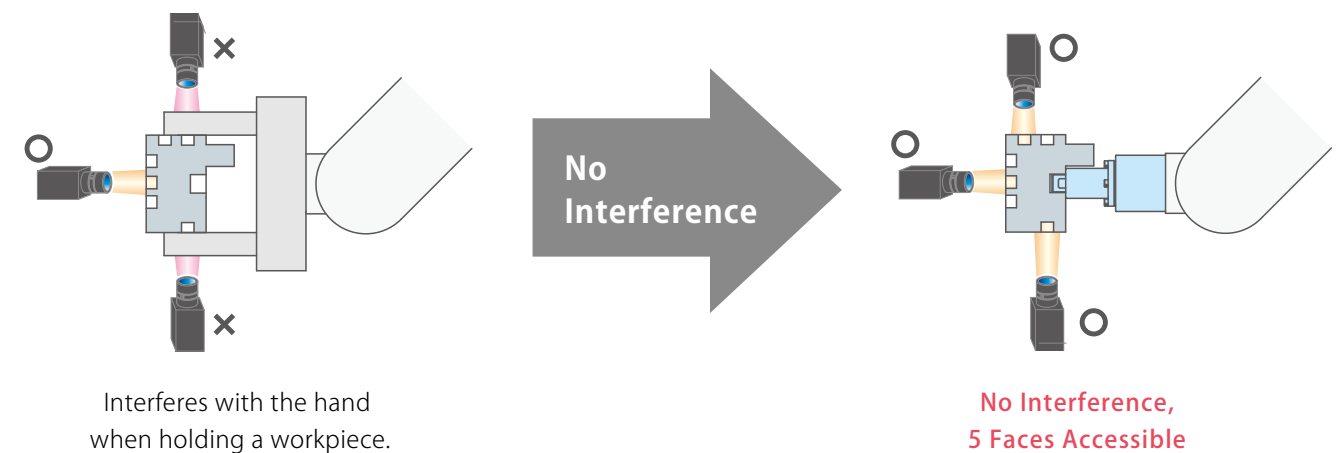 No
Interference
Interferes with the hand
when holding a workpiece.
No Interference,
5 Faces Accessible